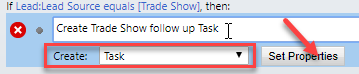 If Lead:Lead Source equals [Trade Show], then:
Create Trade Show follow up Task
Create: Task Set Properties